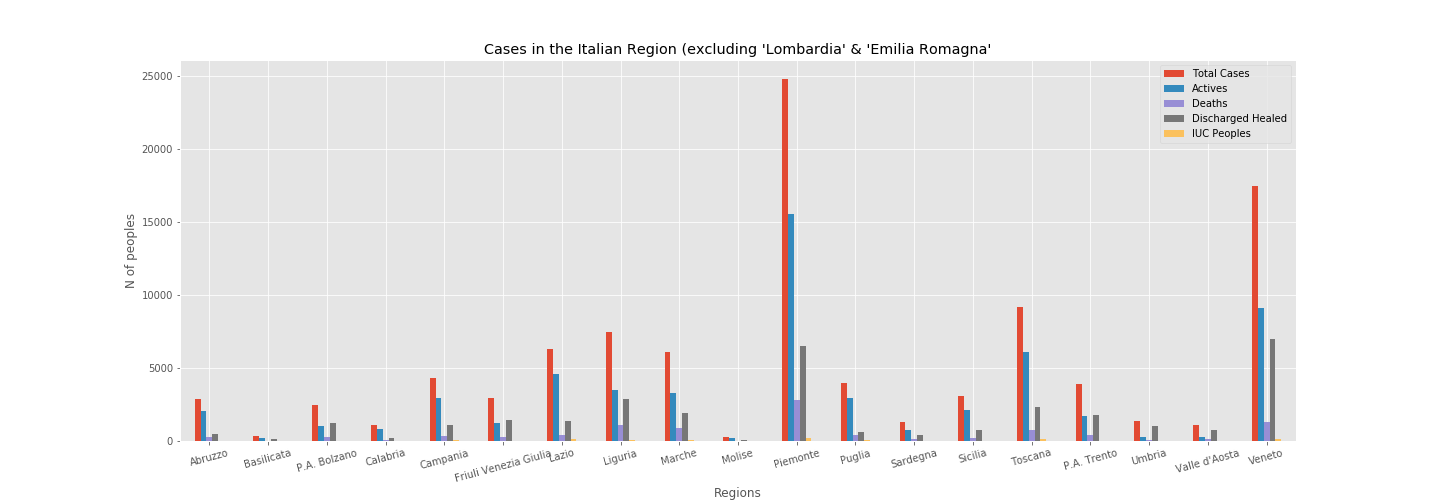 Cases in the Italian Region (excluding 'Lombardia' & 'Emilia Romagna'
Total Cases
Actives
Deaths
Discharged Healed
IUC Peoples
N of peoples
25000
20000
15000
10000
5000
0
Abruzzo
Basilicata
P.A. Bolzano
Calabria
Campania
Friuli Venezia Giulia
Lazio
Liguria
Marche
Molise
Piemonte
Puglia
Sardegna
Sicilia
Toscana
P.A. Trento
Umbria
Valle d'Aosta
Veneto
Regions